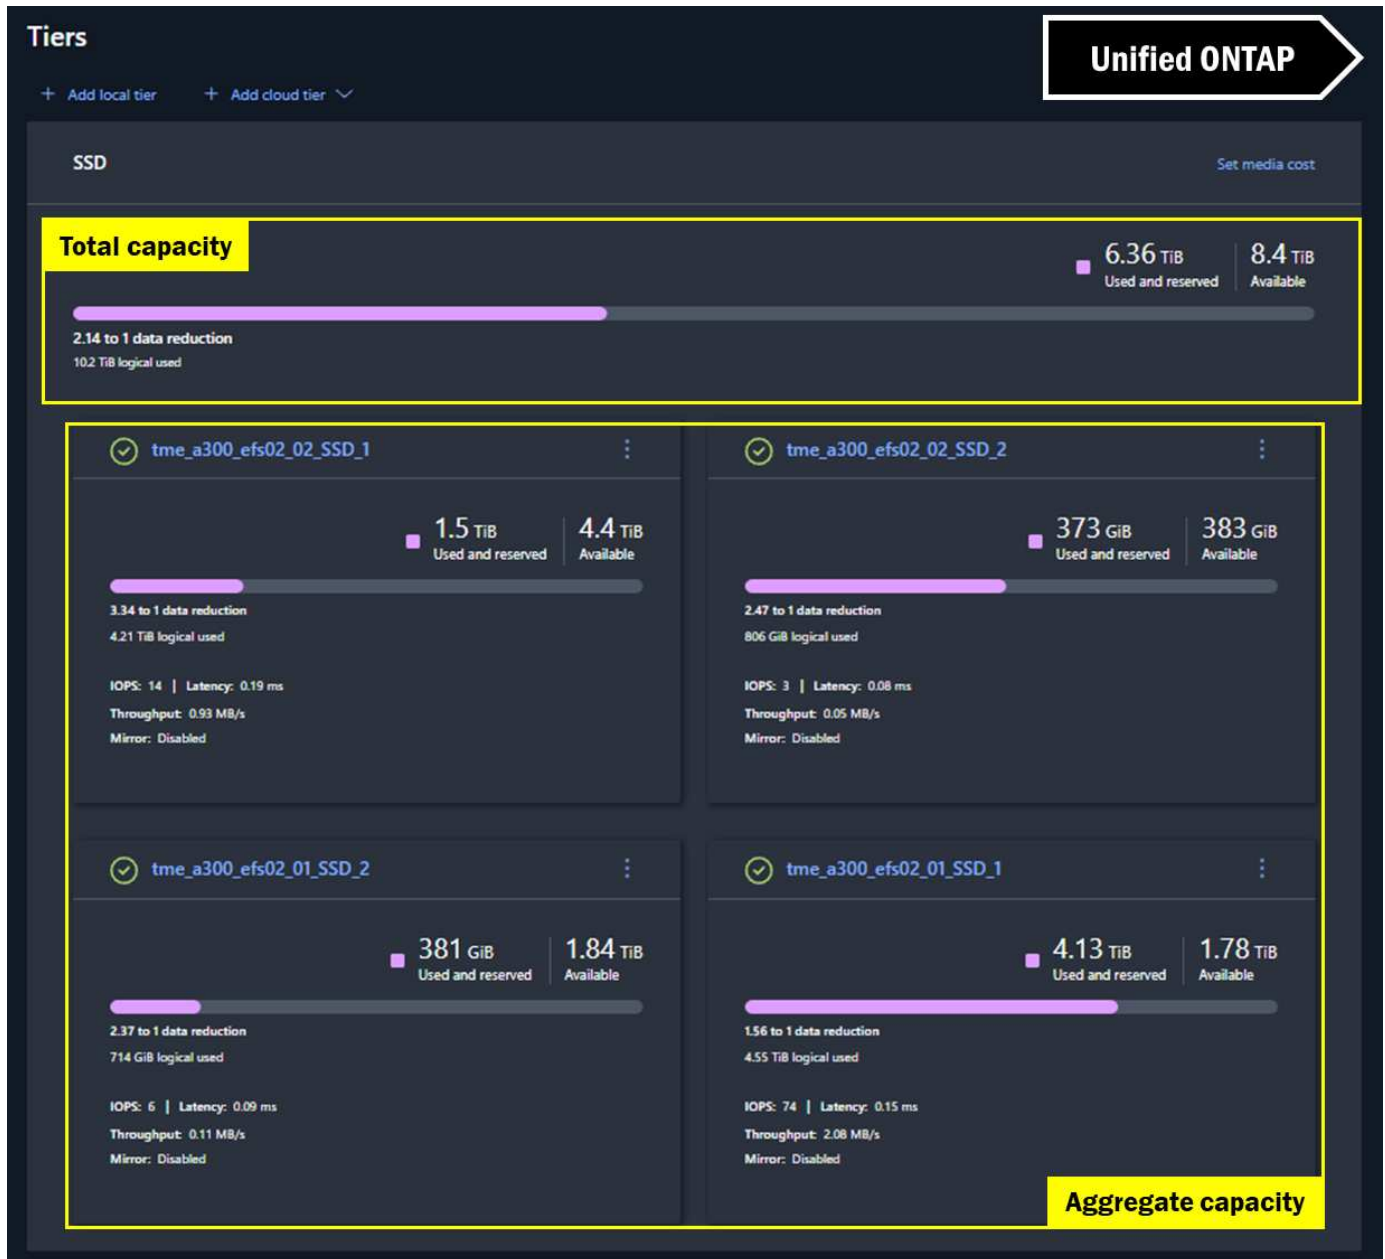 Tiers
Unified ONTAP
+ Add local tier + Add cloud tier
SSD
Set media cost
Total capacity
6.36 TiB 8.4 TiB
Used and reserved Available
2.14 to 1 data reduction
10.2 TiB logical used
tme_a300_efs02_02_SSD_1
1.5 TiB 4.4 TiB
Used and reserved Available
3.34 to 1 data reduction
4.21 TiB logical used
IOPS: 14 | Latency: 0.19 ms
Throughput: 0.93 MB/s
Mirror: Disabled
tme_a300_efs02_02_SSD_2
373 GiB 383 GiB
Used and reserved Available
2.47 to 1 data reduction
806 GiB logical used
IOPS: 3 | Latency: 0.08 ms
Throughput: 0.05 MB/s
Mirror: Disabled
tme_a300_efs02_01_SSD_2
381 GiB 1.84 TiB
Used and reserved Available
2.37 to 1 data reduction
714 GiB logical used
IOPS: 6 | Latency: 0.09 ms
Throughput: 0.11 MB/s
Mirror: Disabled
tme_a300_efs02_01_SSD_1
4.13 TiB 1.78 TiB
Used and reserved Available
1.56 to 1 data reduction
4.55 TiB logical used
IOPS: 74 | Latency: 0.15 ms
Throughput: 2.08 MB/s
Mirror: Disabled
Aggregate capacity